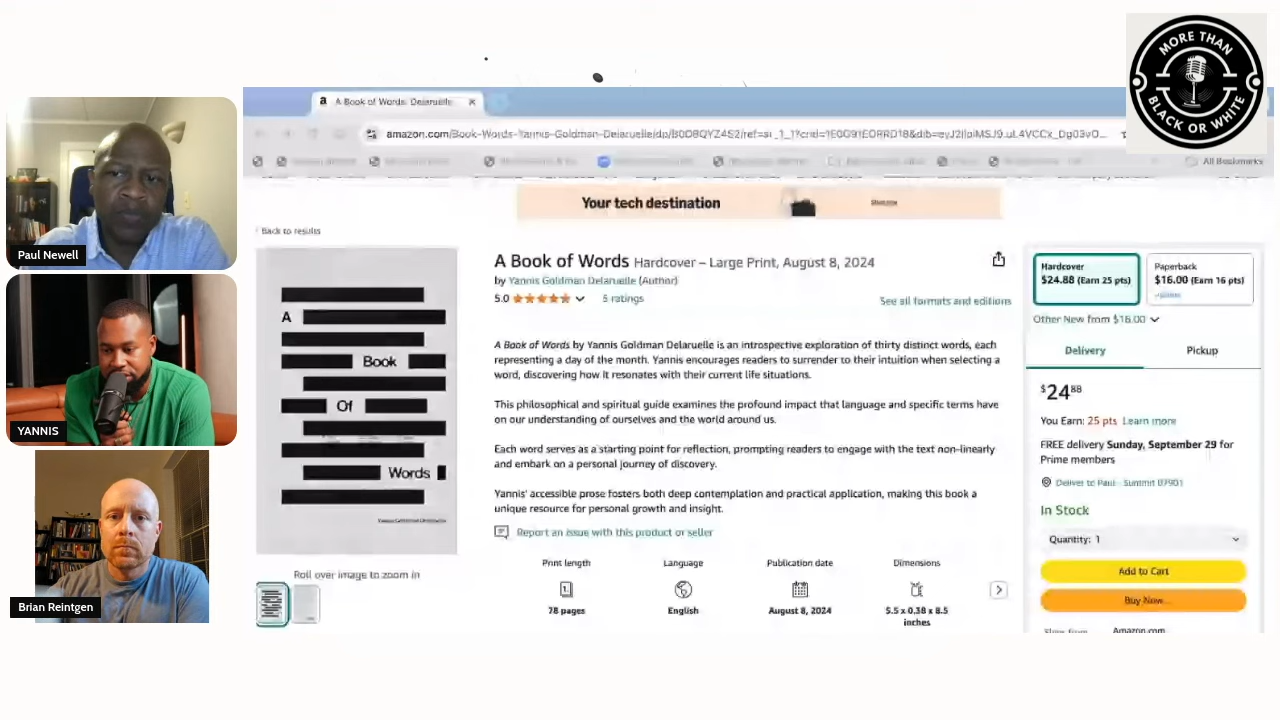 MORE THAN
BLACK OR WHITE
Paul Newell
YANNIS
Brian Reintgen
a A Book of Words: Delaruelle
All Bookmarks
Your tech destination
Back to results
A Book of Words Hardcover – Large Print, August 8, 2024
by Yannis Goldman Delaruelle (Author)
5.0
5 ratings
See all formats and editions
A Book of Words by Yannis Goldman Delaruelle is an introspective exploration of thirty distinct words, each
representing a day of the month. Yannis encourages readers to surrender to their intuition when selecting a
word, discovering how it resonates with their current life situations.
This philosophical and spiritual guide examines the profound impact that language and specific terms have
on our understanding of ourselves and the world around us.
Each word serves as a starting point for reflection, prompting readers to engage with the text non-linearly
and embark on a personal journey of discovery.
Yannis' accessible prose fosters both deep contemplation and practical application, making this book a
unique resource for personal growth and insight.
Report an issue with this product or seller
A
Book
Of
Words
Roll over image to zoom in
Print length
78 pages
Language
English
Publication date
August 8, 2024
Dimensions
5.5 x 0.38 x 8.5
inches
Hardcover
$24.88 (Earn 25 pts)
Paperback
$16.00 (Earn 16 pts)
Other New from $16.00
Delivery
Pickup
$24 88
You Earn: 25 pts Learn more
FREE delivery Sunday, September 29 for
Prime members
Deliver to Paul - Summit 07901
In Stock
Quantity: 1
Add to Cart
Buy Now
Amazon.com